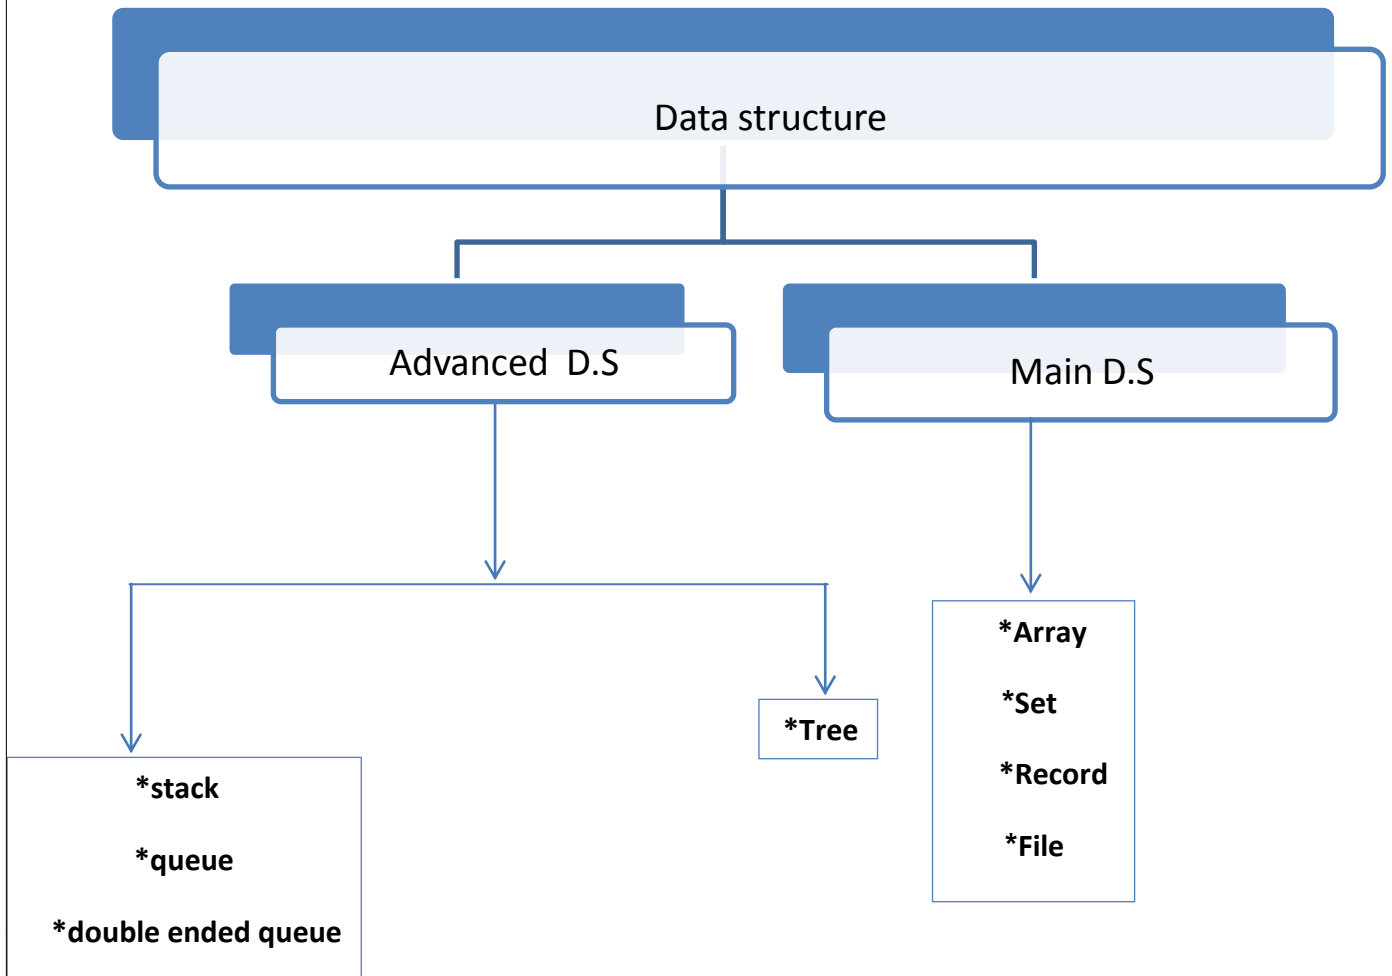 Data structure
Advanced  D.S
Main D.S
*Array
*Set
*Record
*File
*Tree
*stack
*queue
*double ended queue